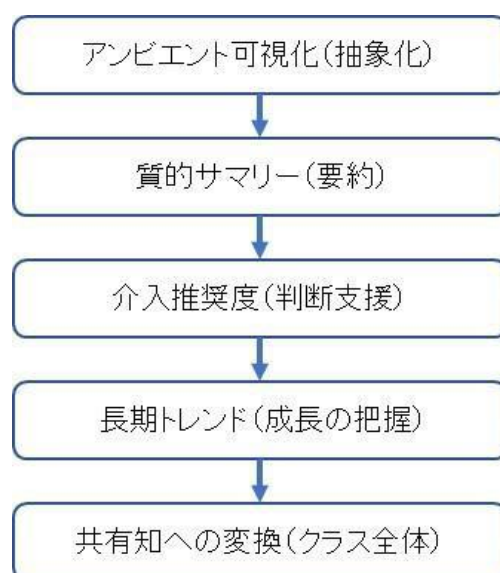 アンビエント可視化(抽象化)
質的サマリー(要約)
介入推奨度(判断支援)
長期トレンド(成長の把握)
共有知への変換(クラス全体)